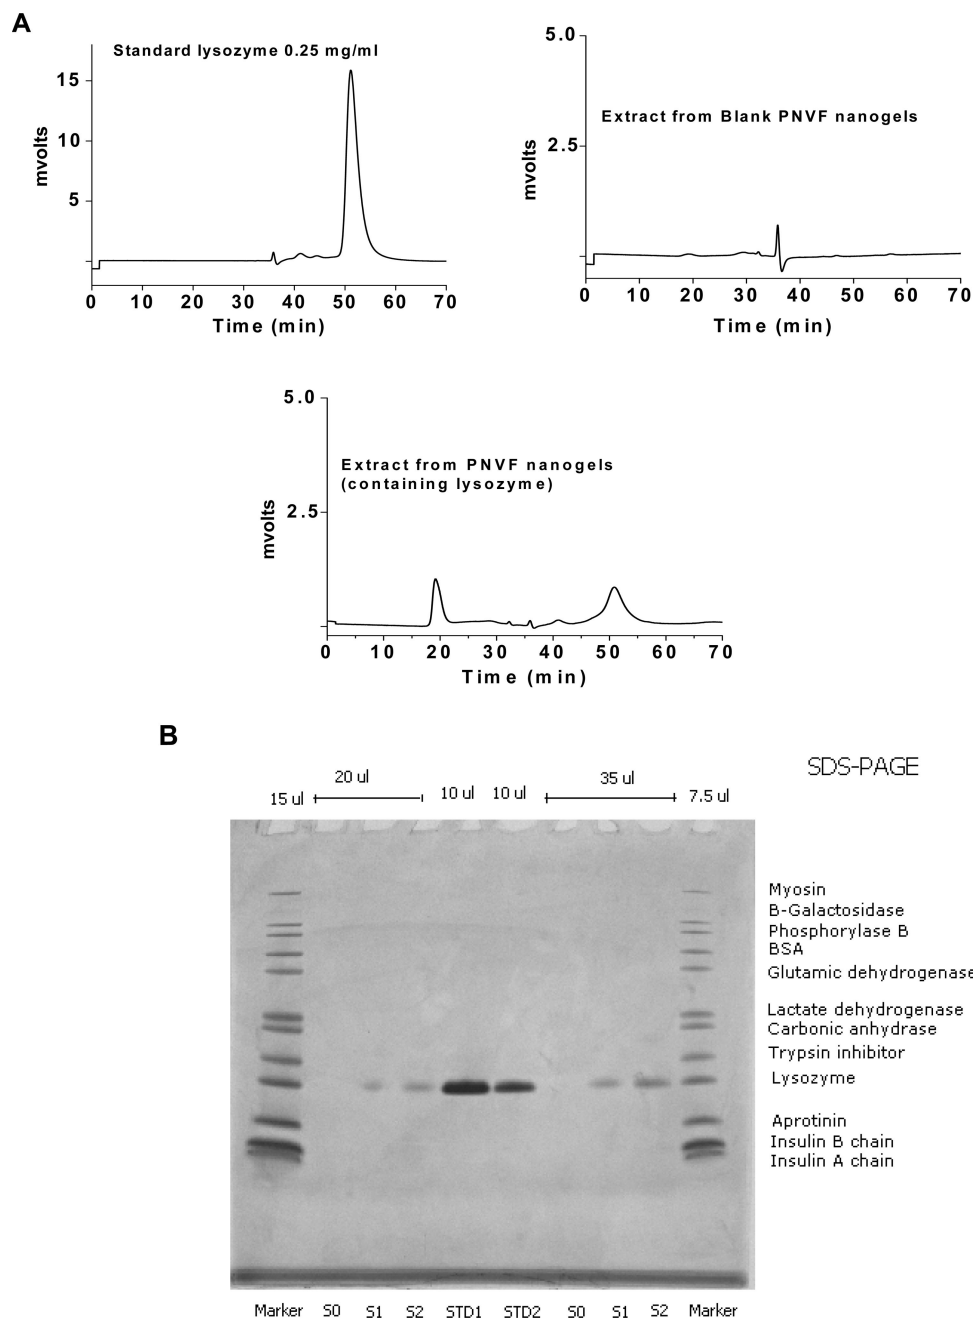 A
Standard lysozyme 0.25 mg/ml
15
10
5
mvolts
0 10 20 30 40 50 60 70
Time (min)
5.0
Extract from Blank PNVF nanogels
2.5
mvolts
0 10 20 30 40 50 60 70
Time (min)
5.0
Extract from PNVF nanogels
(containing lysozyme)
2.5
mvolts
0 10 20 30 40 50 60 70
Time (min)
B
SDS-PAGE
20 ul 35 ul
15 ul 10 ul 10 ul 7.5 ul
Myosin
B-Galactosidase
Phosphorylase B
BSA
Glutamic dehydrogenase
Lactate dehydrogenase
Carbonic anhydrase
Trypsin inhibitor
Lysozyme
Aprotinin
Insulin B chain
Insulin A chain
Marker S0 S1 S2 STD1 STD2 S0 S1 S2 Marker